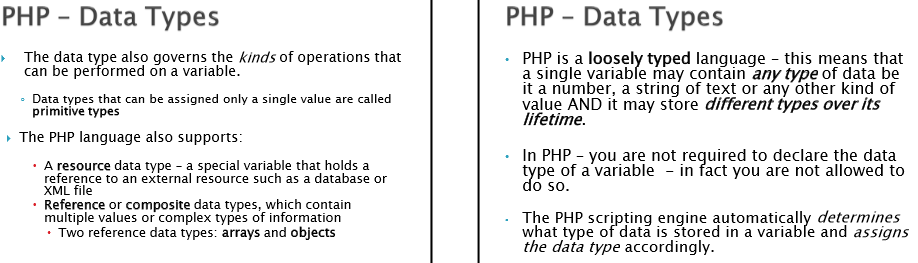 PHP – Data Types
The data type also governs the kinds of operations that
can be performed on a variable.
Data types that can be assigned only a single value are called
primitive types
The PHP language also supports:
A resource data type – a special variable that holds a
reference to an external resource such as a database or
XML file
Reference or composite data types, which contain
multiple values or complex types of information
Two reference data types: arrays and objects
PHP – Data Types
PHP is a loosely typed language – this means that
a single variable may contain any type of data be
it a number, a string of text or any other kind of
value AND it may store different types over its
lifetime.
In PHP – you are not required to declare the data
type of a variable – in fact you are not allowed to
do so.
The PHP scripting engine automatically determines
what type of data is stored in a variable and assigns
the data type accordingly.